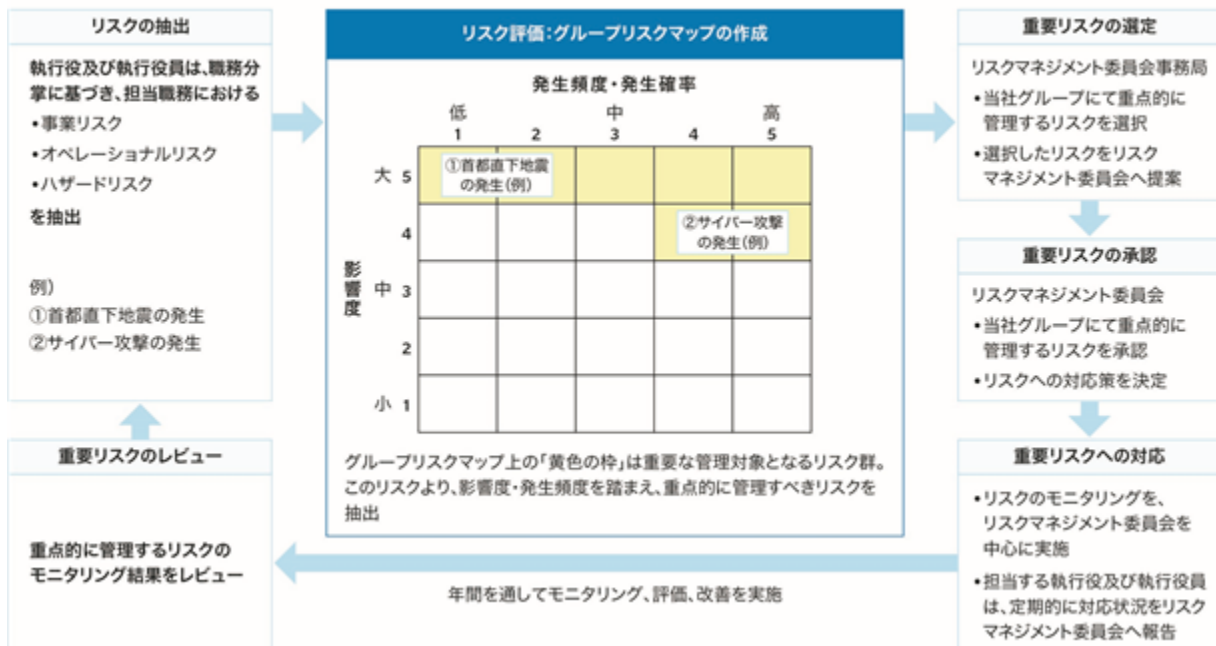 リスクの抽出
執行役及び執行役員は、職務分
掌に基づき、担当職務における
•事業リスク
•オペレーショナルリスク
•ハザードリスク
を抽出
例）
①首都直下地震の発生
②サイバー攻撃の発生
リスク評価：グループリスクマップの作成
発生頻度・発生確率
低 中 高
1 2 3 4 5
影響度
大 5
①首都直下地震
の発生（例）
4
②サイバー攻撃
の発生（例）
中 3
2
小 1
グループリスクマップ上の「黄色の枠」は重要な管理対象となるリスク群。
このリスクより、影響度・発生頻度を踏まえ、重点的に管理すべきリスクを
抽出
重要リスクの選定
リスクマネジメント委員会事務局
•当社グループにて重点的に
管理するリスクを選択
•選択したリスクをリスク
マネジメント委員会へ提案
重要リスクの承認
リスクマネジメント委員会
•当社グループにて重点的に
管理するリスクを承認
•リスクへの対応策を決定
重要リスクへの対応
•リスクのモニタリングを、
リスクマネジメント委員会を
中心に実施
•担当する執行役及び執行役員
は、定期的に対応状況をリスク
マネジメント委員会へ報告
年間を通してモニタリング、評価、改善を実施
重要リスクのレビュー
重点的に管理するリスクの
モニタリング結果をレビュー